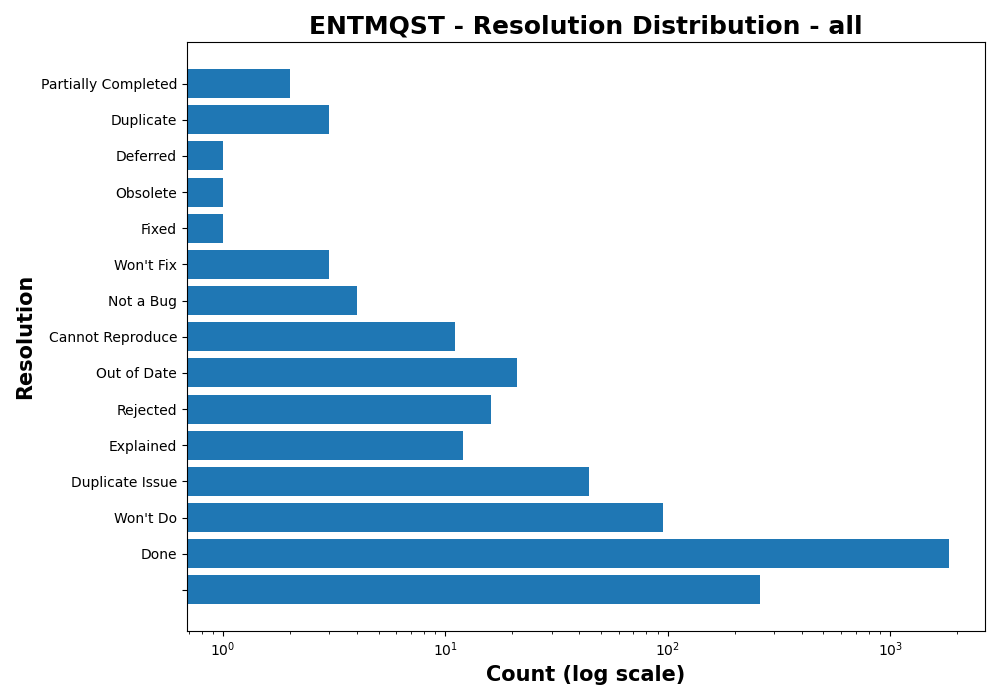 ENTMQST - Resolution Distribution - all
Resolution
Partially Completed
Duplicate
Deferred
Obsolete
Fixed
Won't Fix
Not a Bug
Cannot Reproduce
Out of Date
Rejected
Explained
Duplicate Issue
Won't Do
Done
10⁰ 10¹ 10² 10³
Count (log scale)